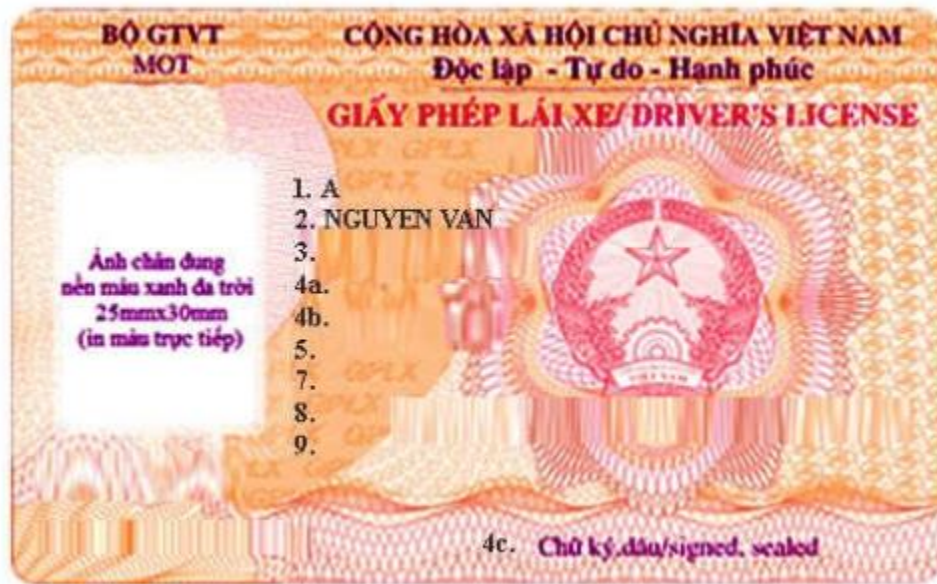 BỘ GTVT
MOT
CỘNG HÒA XÃ HỘI CHỦ NGHĨA VIỆT NAM
Độc lập - Tự do - Hạnh phúc
GIẤY PHÉP LÁI XE/ DRIVER'S LICENSE
Ảnh chân dung
nền màu xanh da trời
25mmx30mm
(in màu trực tiếp)
1. A
2. NGUYEN VAN
3.
4a.
4b.
5.
7.
8.
9.
VIỆT NAM
4c. Chữ ký,dấu/signed, sealed